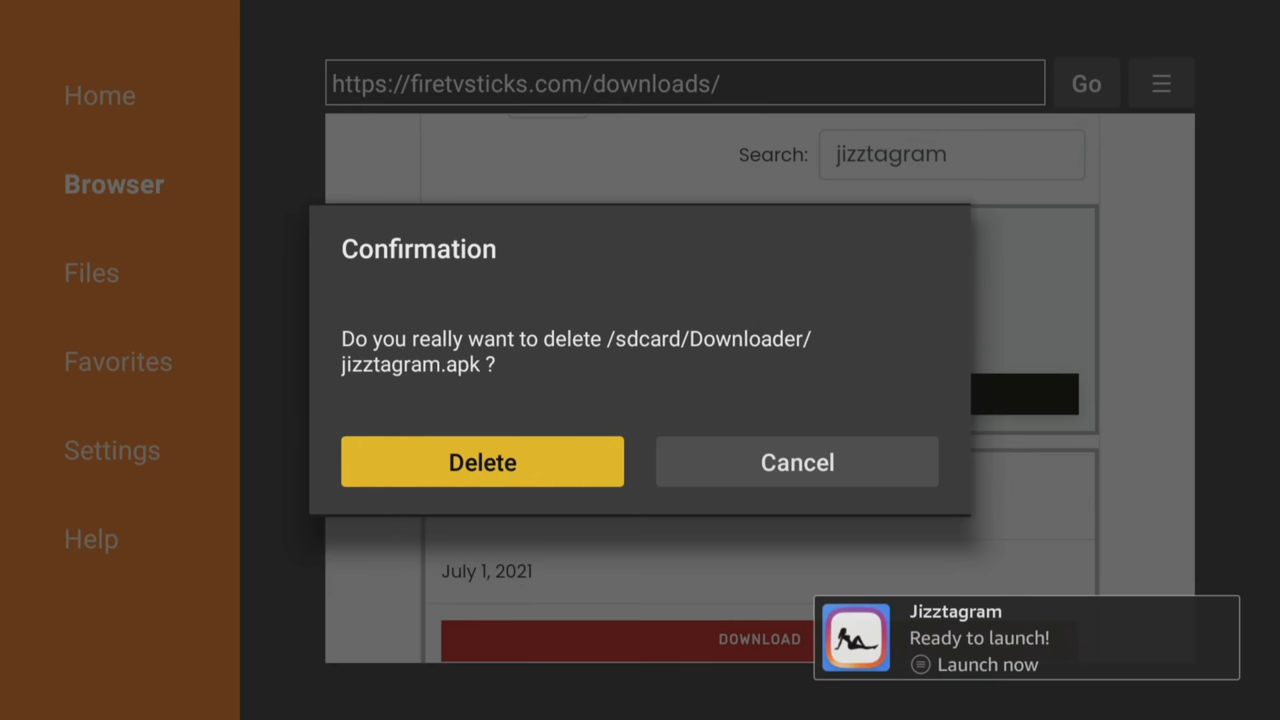 Home
Browser
Files
Favorites
Settings
Help
https://firetvsticks.com/downloads/
Go
Search:
jizztagram
Confirmation
Do you really want to delete /sdcard/Downloader/
jizztagram.apk ?
Delete
Cancel
July 1, 2021
DOWNLOAD
Jizztagram
Ready to launch!
Launch now